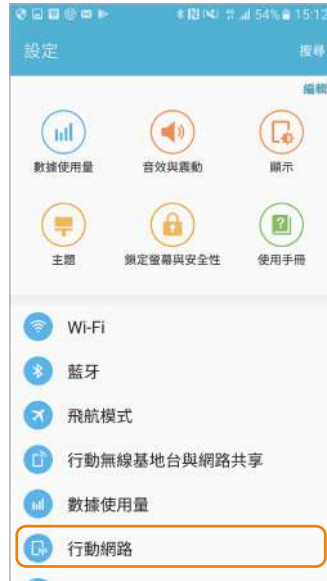 54% 15:12
設定 搜尋
編輯
數據使用量 音效與震動 顯示
主題 鎖定螢幕與安全性 使用手冊
Wi-Fi
藍牙
飛航模式
行動無線基地台與網路共享
數據使用量
行動網路